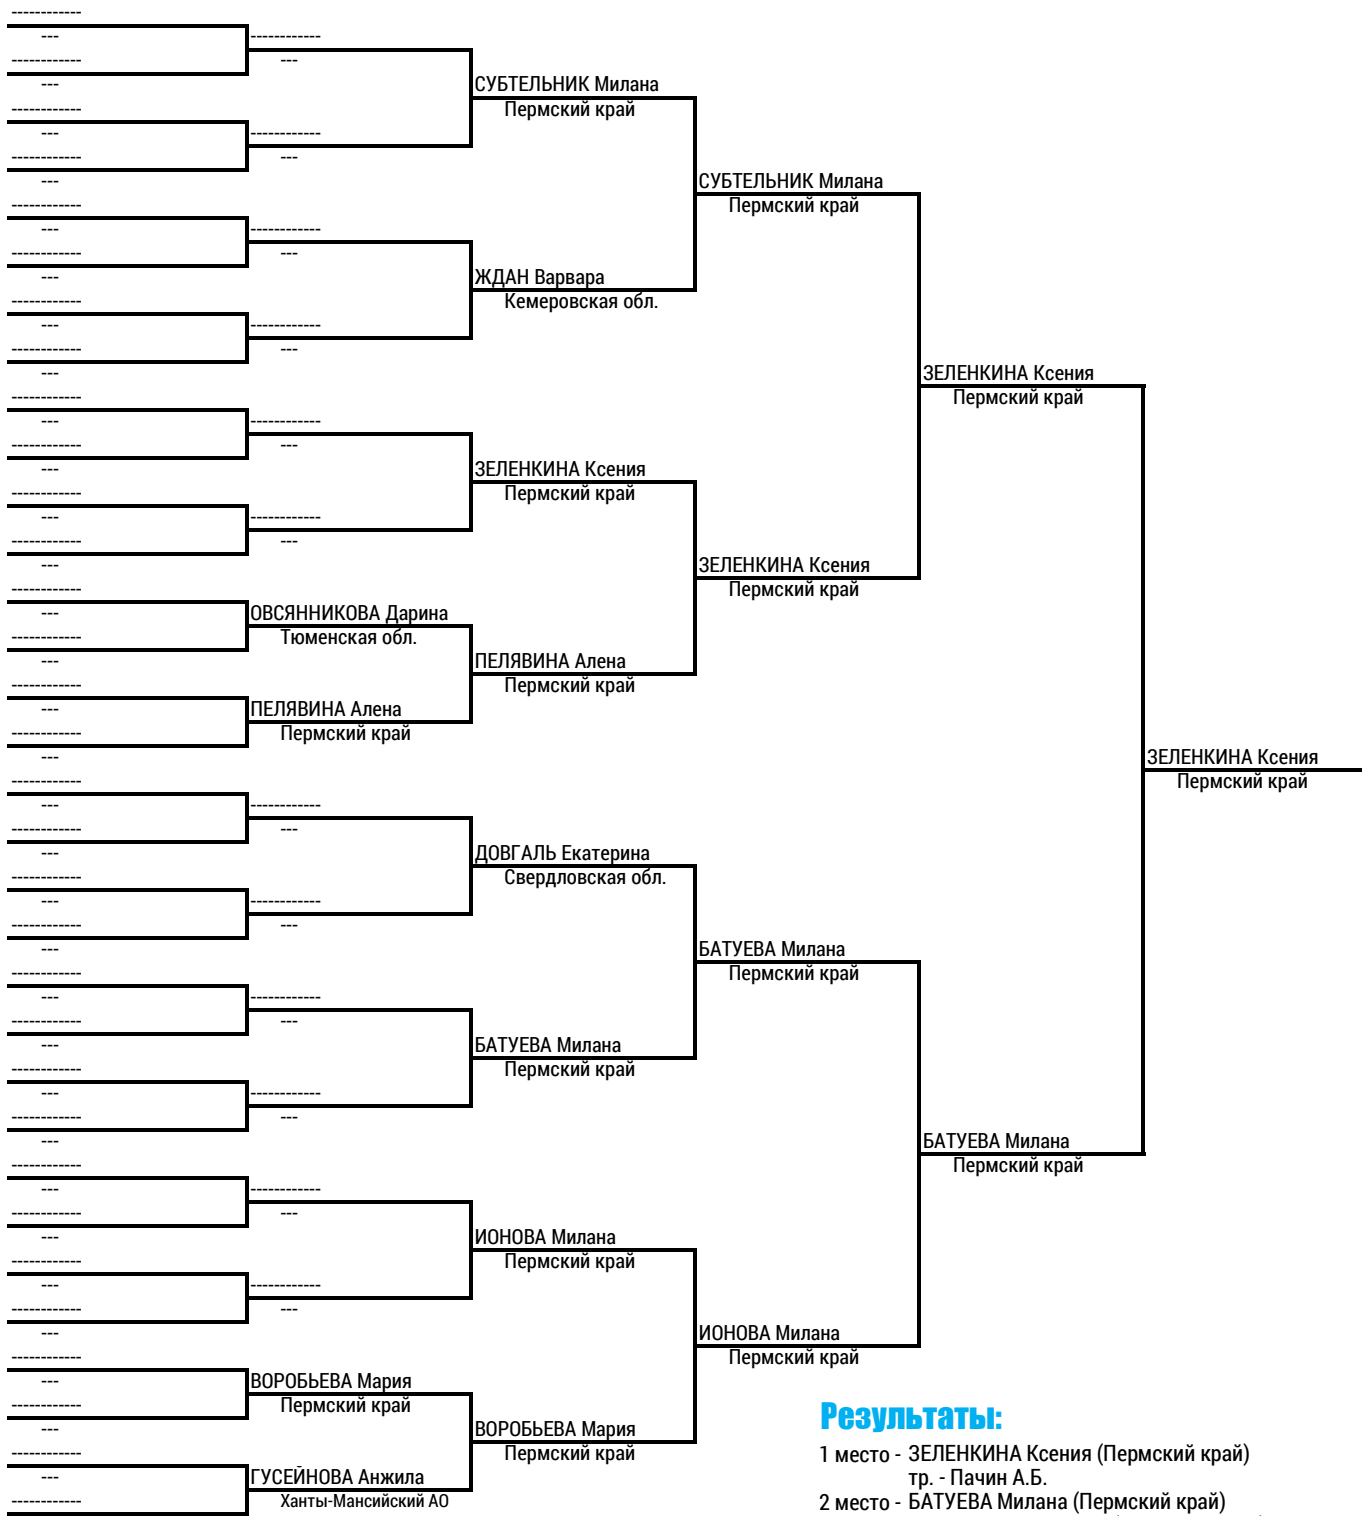 ------------
---
------------
------------
---
---
СУБТЕЛЬНИК Милана
Пермский край
------------
---
------------
------------
---
---
СУБТЕЛЬНИК Милана
Пермский край
------------
---
------------
------------
---
---
ЖДАН Варвара
Кемеровская обл.
------------
---
------------
------------
---
---
ЗЕЛЕНКИНА Ксения
Пермский край
------------
---
------------
------------
---
---
ЗЕЛЕНКИНА Ксения
Пермский край
------------
---
------------
------------
---
---
ЗЕЛЕНКИНА Ксения
Пермский край
------------
---
ОВСЯННИКОВА Дарина
------------
Тюменская обл.
---
ПЕЛЯВИНА Алена
Пермский край
------------
---
ПЕЛЯВИНА Алена
------------
Пермский край
---
ЗЕЛЕНКИНА Ксения
Пермский край
------------
---
------------
------------
---
---
ДОВГАЛЬ Екатерина
Свердловская обл.
------------
---
------------
------------
---
---
БАТУЕВА Милана
Пермский край
------------
---
------------
------------
---
---
БАТУЕВА Милана
Пермский край
------------
---
------------
------------
---
---
БАТУЕВА Милана
Пермский край
------------
---
------------
------------
---
---
ИОНОВА Милана
Пермский край
------------
---
------------
------------
---
---
ИОНОВА Милана
Пермский край
------------
---
ВОРОБЬЕВА Мария
------------
Пермский край
---
ВОРОБЬЕВА Мария
Пермский край
------------
---
ГУСЕЙНОВА Анжила
------------
Ханты-Мансийский АО
Результаты:
1 место - ЗЕЛЕНКИНА Ксения (Пермский край)
тр. - Пачин А.Б.
2 место - БАТУЕВА Милана (Пермский край)